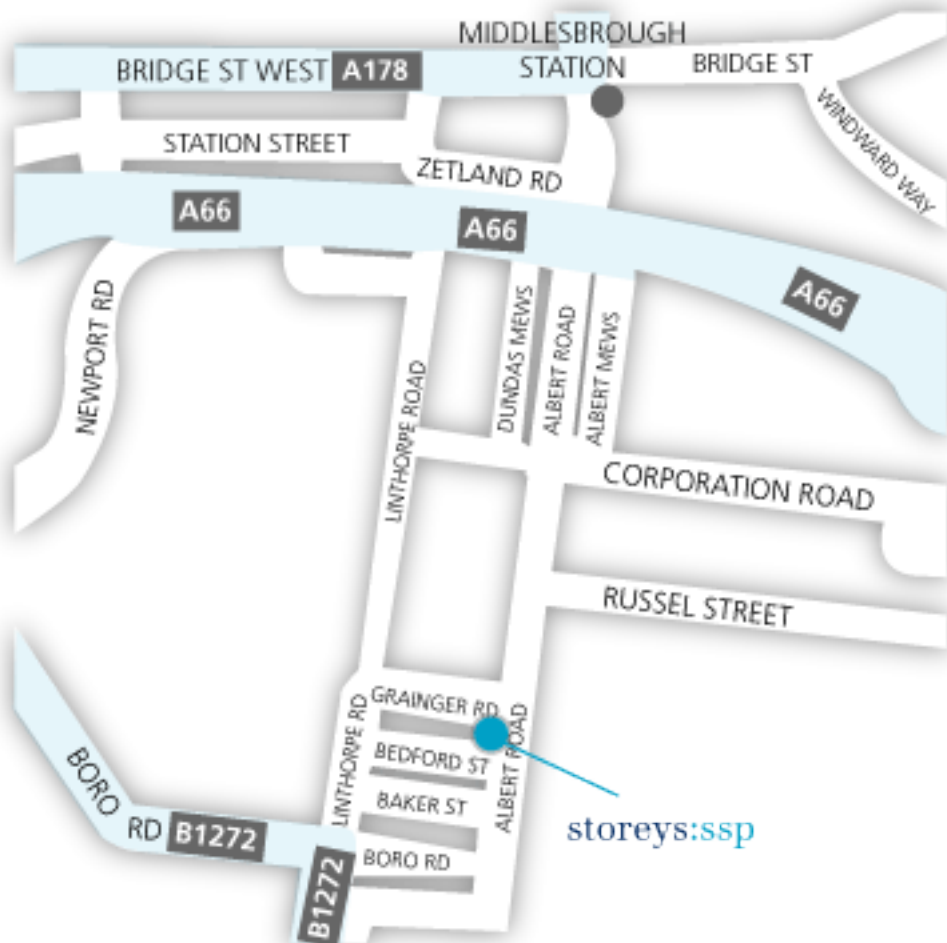 MIDDLESBROUGH
STATION
BRIDGE ST WEST
A178
BRIDGE ST
WINDWARD WAY
STATION STREET
ZETLAND RD
A66
A66
A66
NEWPORT RD
LINTHORPE ROAD
DUNDAS MEWS
ALBERT ROAD
ALBERT MEWS
CORPORATION ROAD
RUSSEL STREET
GRAINGER RD
LINTHORPE RD
ALBERT ROAD
BEDFORD ST
BAKER ST
BORO RD
BORO RD
B1272
B1272
storeys:ssp